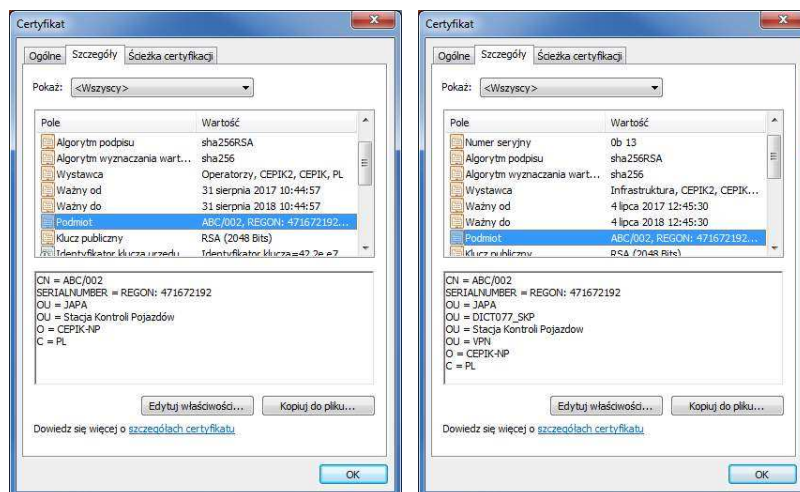 Certyfikat
Ogólne Szczegóły Ścieżka certyfikacji
Pokaż: <Wszyscy>
Pole Wartość
Algorytm podpisu sha256RSA
Algorytm wyznaczania wart... sha256
Wystawca Operatorzy, CEPIK2, CEPIK, PL
Ważny od 31 sierpnia 2017 10:44:57
Ważny do 31 sierpnia 2018 10:44:57
Podmiot ABC/002, REGON: 471672192...
Klucz publiczny RSA (2048 Bits)
Identyfikator klucza urzędu Identyfikator klucza=42 2e e7
CN = ABC/002
SERIALNUMBER = REGON: 471672192
OU = JAPA
OU = Stacja Kontroli Pojazdów
O = CEPIK-NP
C = PL
Edytuj właściwości... Kopiuj do pliku...
Dowiedz się więcej o szczegółach certyfikatu
OK
Certyfikat
Ogólne Szczegóły Ścieżka certyfikacji
Pokaż: <Wszyscy>
Pole Wartość
Numer seryjny 0b 13
Algorytm podpisu sha256RSA
Algorytm wyznaczania wart... sha256
Wystawca Infrastruktura, CEPIK2, CEPIK...
Ważny od 4 lipca 2017 12:45:30
Ważny do 4 lipca 2018 12:45:30
Podmiot ABC/002, REGON: 471672192...
Klucz publiczny RSA (2048 Bits)
CN = ABC/002
SERIALNUMBER = REGON: 471672192
OU = JAPA
OU = DICT077_SKP
OU = Stacja Kontroli Pojazdow
OU = VPN
O = CEPIK-NP
C = PL
Edytuj właściwości... Kopiuj do pliku...
Dowiedz się więcej o szczegółach certyfikatu
OK